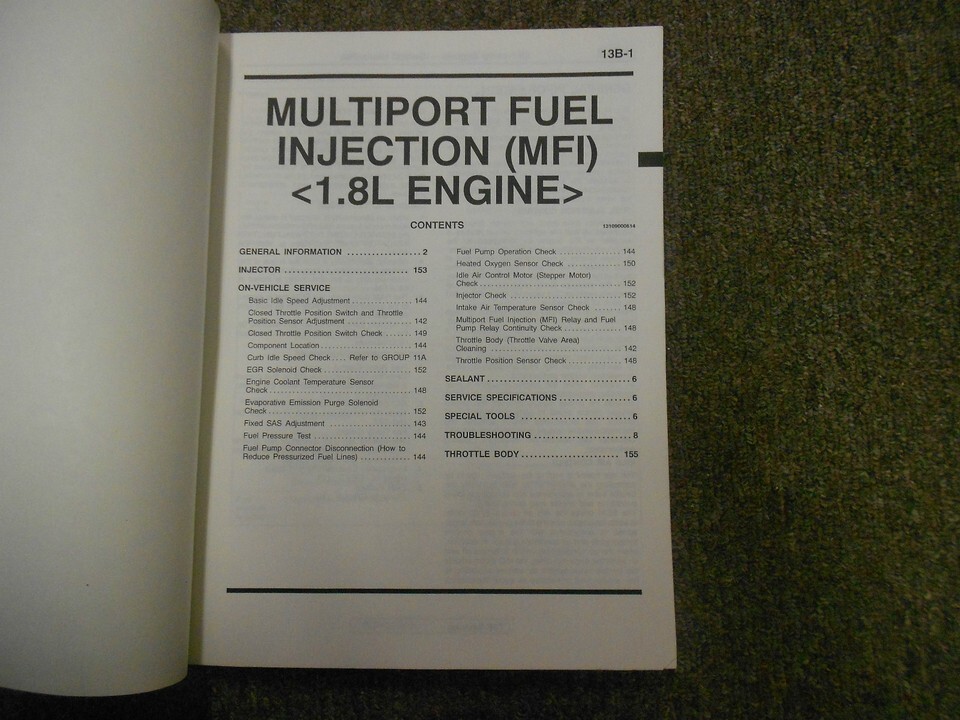 13B-1
MULTIPORT FUEL
INJECTION (MFI)
<1.8L ENGINE>
CONTENTS
13109000614
GENERAL INFORMATION .................. 2
INJECTOR .............................. 153
ON-VEHICLE SERVICE
Basic Idle Speed Adjustment ............... 144
Closed Throttle Position Switch and Throttle
Position Sensor Adjustment ................ 142
Closed Throttle Position Switch Check ....... 149
Component Location ....................... 144
Curb Idle Speed Check .... Refer to GROUP 11A
EGR Solenoid Check ...................... 152
Engine Coolant Temperature Sensor
Check ................................... 148
Evaporative Emission Purge Solenoid
Check ................................... 152
Fixed SAS Adjustment .................... 143
Fuel Pressure Test ........................ 144
Fuel Pump Connector Disconnection (How to
Reduce Pressurized Fuel Lines) ............. 144
Fuel Pump Operation Check ................ 144
Heated Oxygen Sensor Check .............. 150
Idle Air Control Motor (Stepper Motor)
Check ................................... 152
Injector Check ............................ 152
Intake Air Temperature Sensor Check ....... 148
Multiport Fuel Injection (MFI) Relay and Fuel
Pump Relay Continuity Check .............. 148
Throttle Body (Throttle Valve Area)
Cleaning ................................. 142
Throttle Position Sensor Check ............. 148
SEALANT ................................... 6
SERVICE SPECIFICATIONS ................. 6
SPECIAL TOOLS ........................... 6
TROUBLESHOOTING ........................ 8
THROTTLE BODY ........................ 155